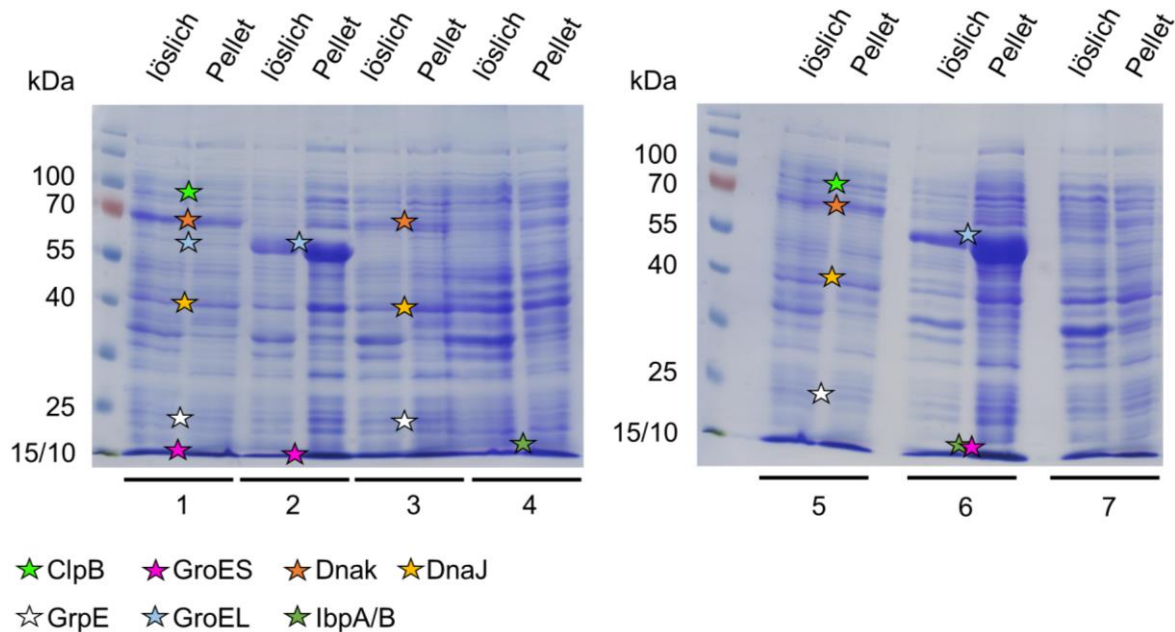 löslich Pellet löslich Pellet löslich Pellet löslich Pellet
kDa
100
70
55
40
25
15/10
1 2 3 4
löslich Pellet löslich Pellet löslich Pellet
kDa
100
70
55
40
25
15/10
5 6 7
ClpB GroES Dnak DnaJ
GrpE GroEL IbpA/B